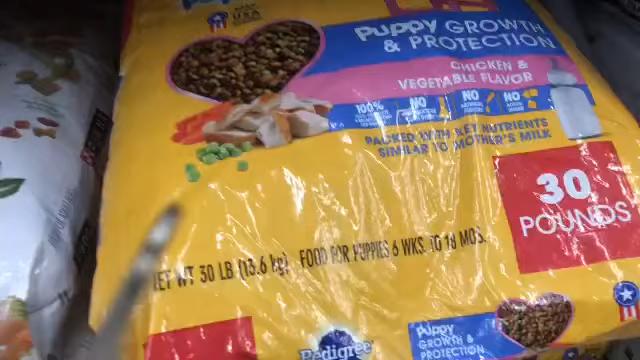 USA
PUPPY GROWTH
& PROTECTION
CHICKEN &
VEGETABLE FLAVOR
100%
NO
NO
NO
PACKED WITH KEY NUTRIENTS
SIMILAR TO MOTHER'S MILK
30
POUNDS
NET WT 30 LB (13.6 kg) FOOD FOR PUPPIES 6 WKS. TO 18 MOS.
Pedigree
PUPPY
GROWTH &
PROTECTION